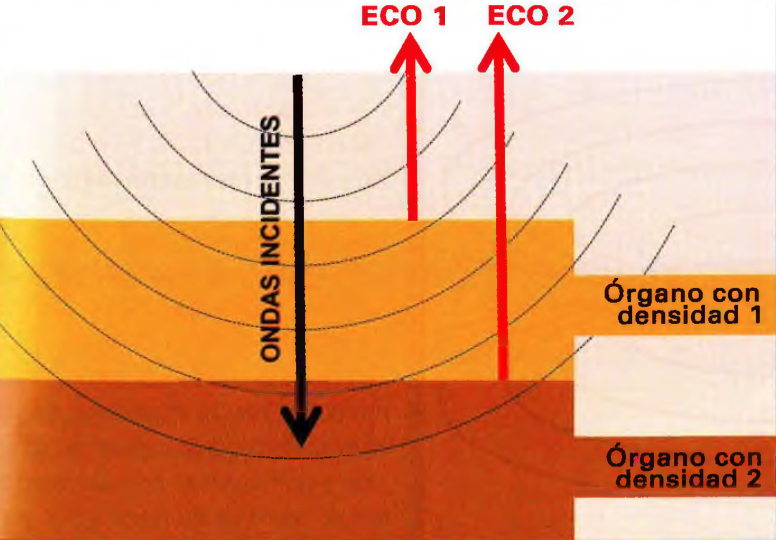 ECO 1 ECO 2
ONDAS INCIDENTES
Órgano con
densidad 1
Órgano con
densidad 2